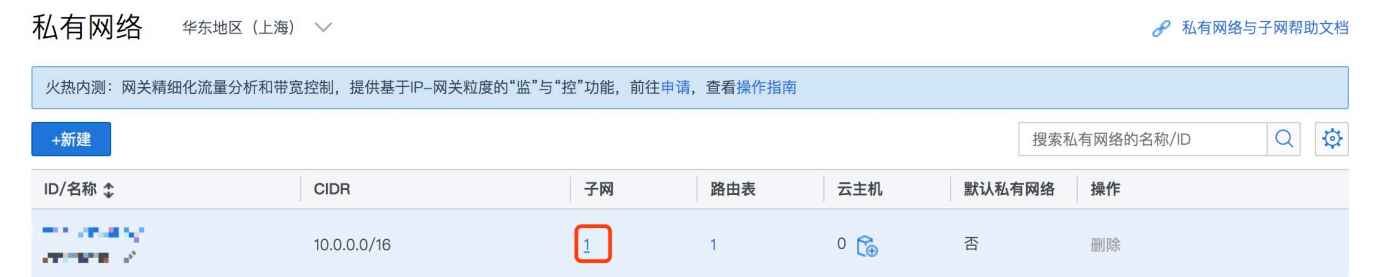 私有网络 华东地区（上海） 私有网络与子网帮助文档
火热内测：网关精细化流量分析和带宽控制，提供基于IP-网关粒度的“监”与“控”功能，前往申请，查看操作指南
+新建 搜索私有网络的名称/ID
ID/名称 CIDR 子网 路由表 云主机 默认私有网络 操作
10.0.0.0/16 1 1 0 否 删除